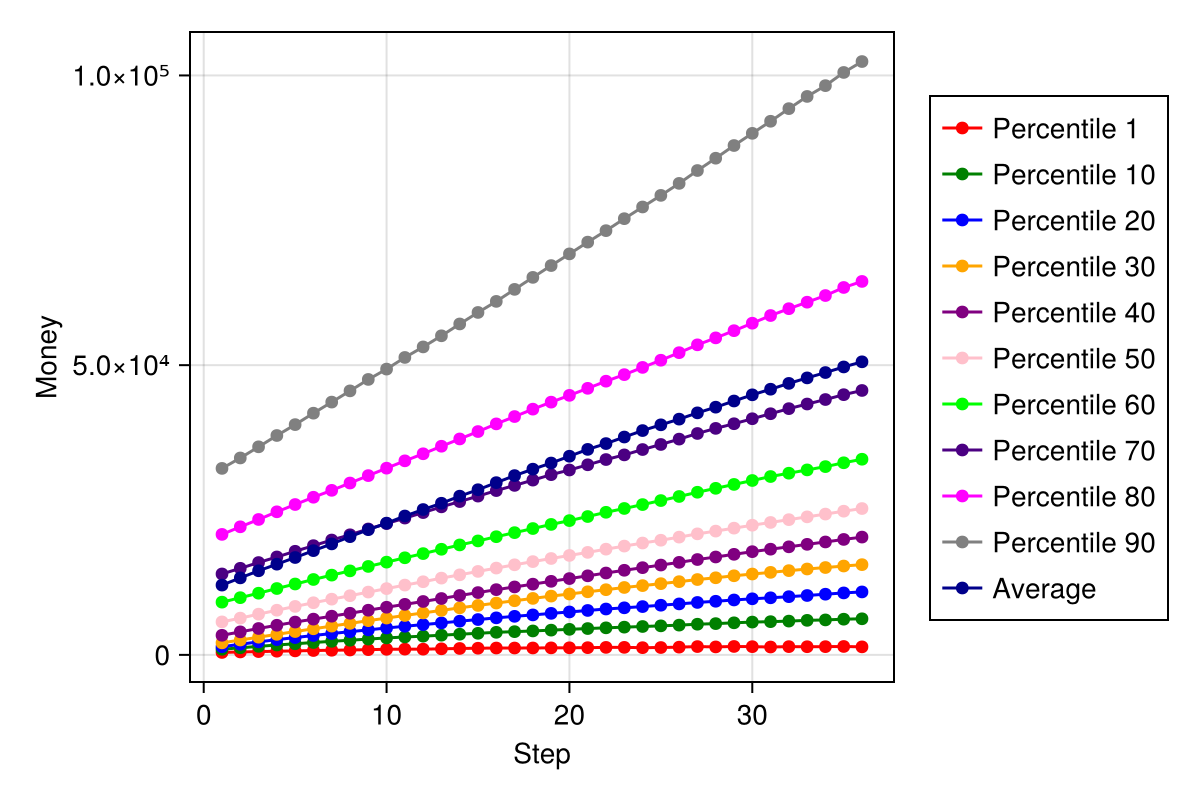 1.0×10⁵
5.0×10⁴
0
Money
0 10 20 30
Step
Percentile 1
Percentile 10
Percentile 20
Percentile 30
Percentile 40
Percentile 50
Percentile 60
Percentile 70
Percentile 80
Percentile 90
Average